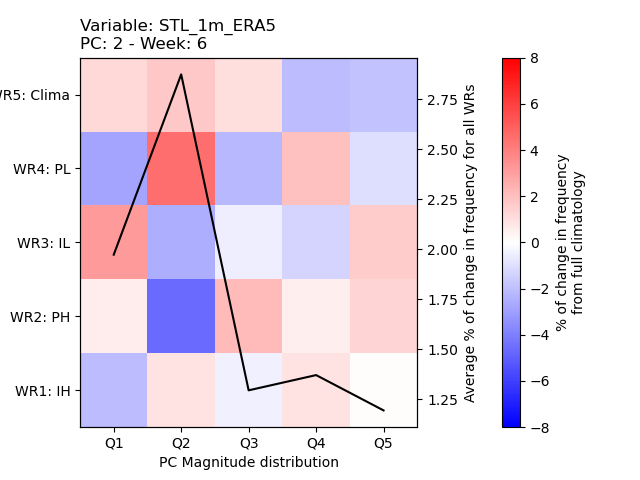 Variable: STL_1m_ERA5
PC: 2 - Week: 6
WR5: Clima
WR4: PL
WR3: IL
WR2: PH
WR1: IH
Q1 Q2 Q3 Q4 Q5
PC Magnitude distribution
2.75
2.50
2.25
2.00
1.75
1.50
1.25
Average % of change in frequency for all WRs
8
6
4
2
0
−2
−4
−6
−8
% of change in frequency
from full climatology